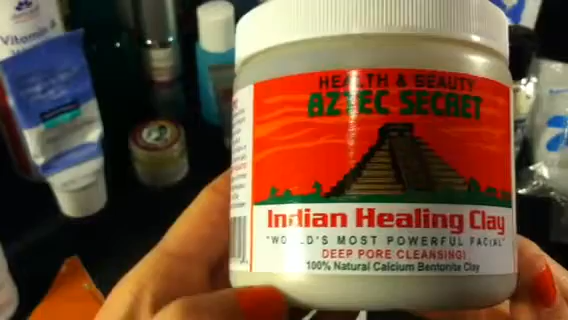 HEALTH & BEAUTY
AZTEC SECRET
Indian Healing Clay
"WORLD'S MOST POWERFUL FACIAL"
DEEP PORE CLEANSING!
100% Natural Calcium Bentonite Clay
Vitamin A